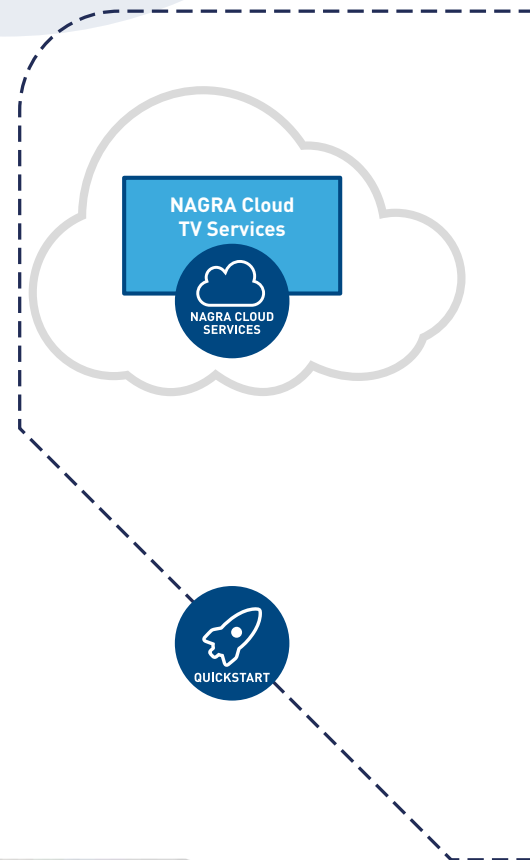 NAGRA Cloud
TV Services
NAGRA CLOUD
SERVICES
QUICKSTART